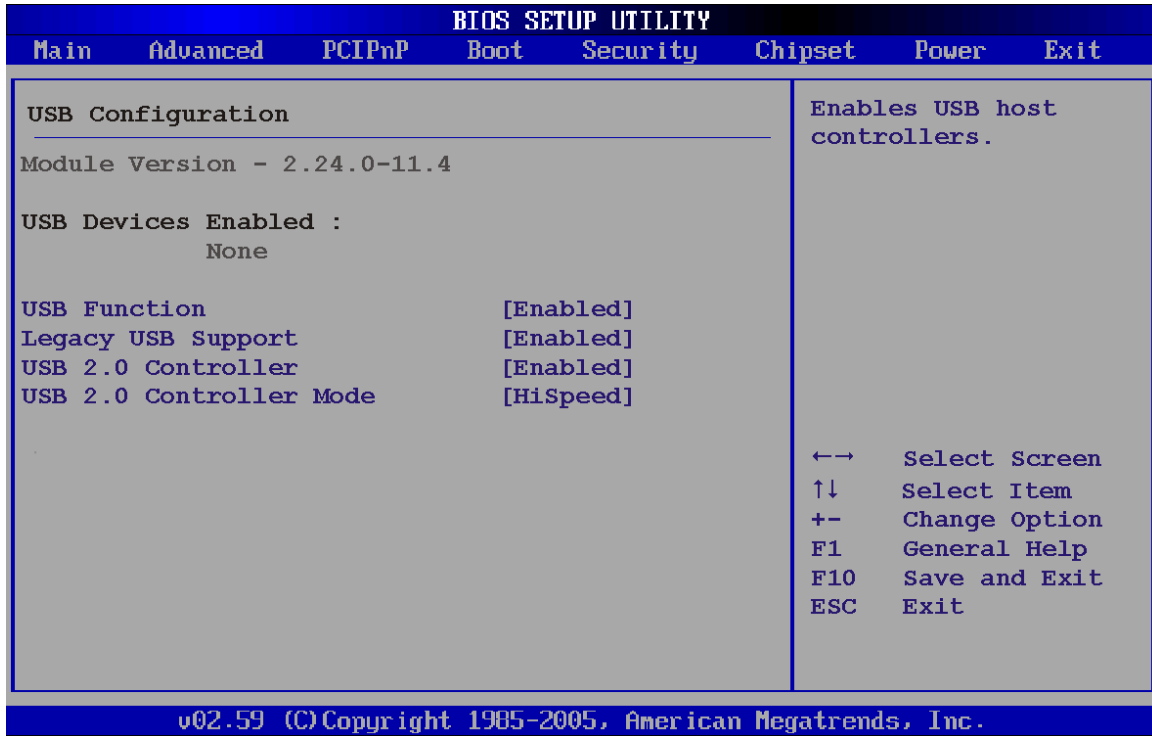 BIOS SETUP UTILITY
Main Advanced PCIPnP Boot Security Chipset Power Exit
USB Configuration
Module Version - 2.24.0-11.4
USB Devices Enabled :
None
USB Function [Enabled]
Legacy USB Support [Enabled]
USB 2.0 Controller [Enabled]
USB 2.0 Controller Mode [HiSpeed]
Enables USB host
controllers.
←→ Select Screen
↑↓ Select Item
+- Change Option
F1 General Help
F10 Save and Exit
ESC Exit
v02.59 (C)Copyright 1985-2005, American Megatrends, Inc.